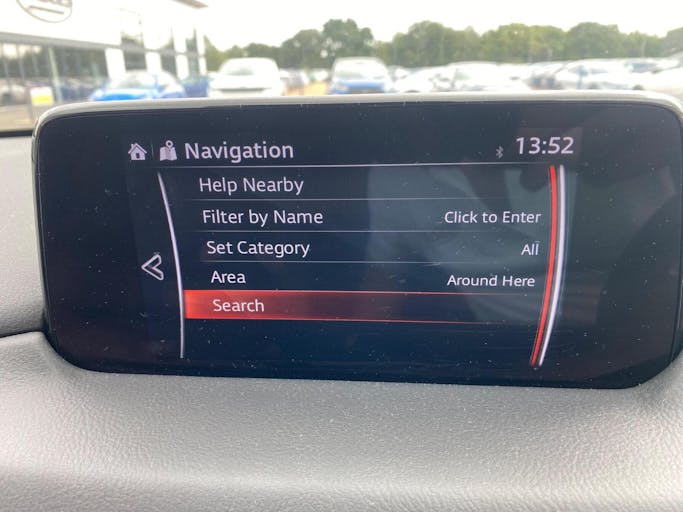 Navigation 13:52
Help Nearby
Filter by Name Click to Enter
Set Category All
Area Around Here
Search